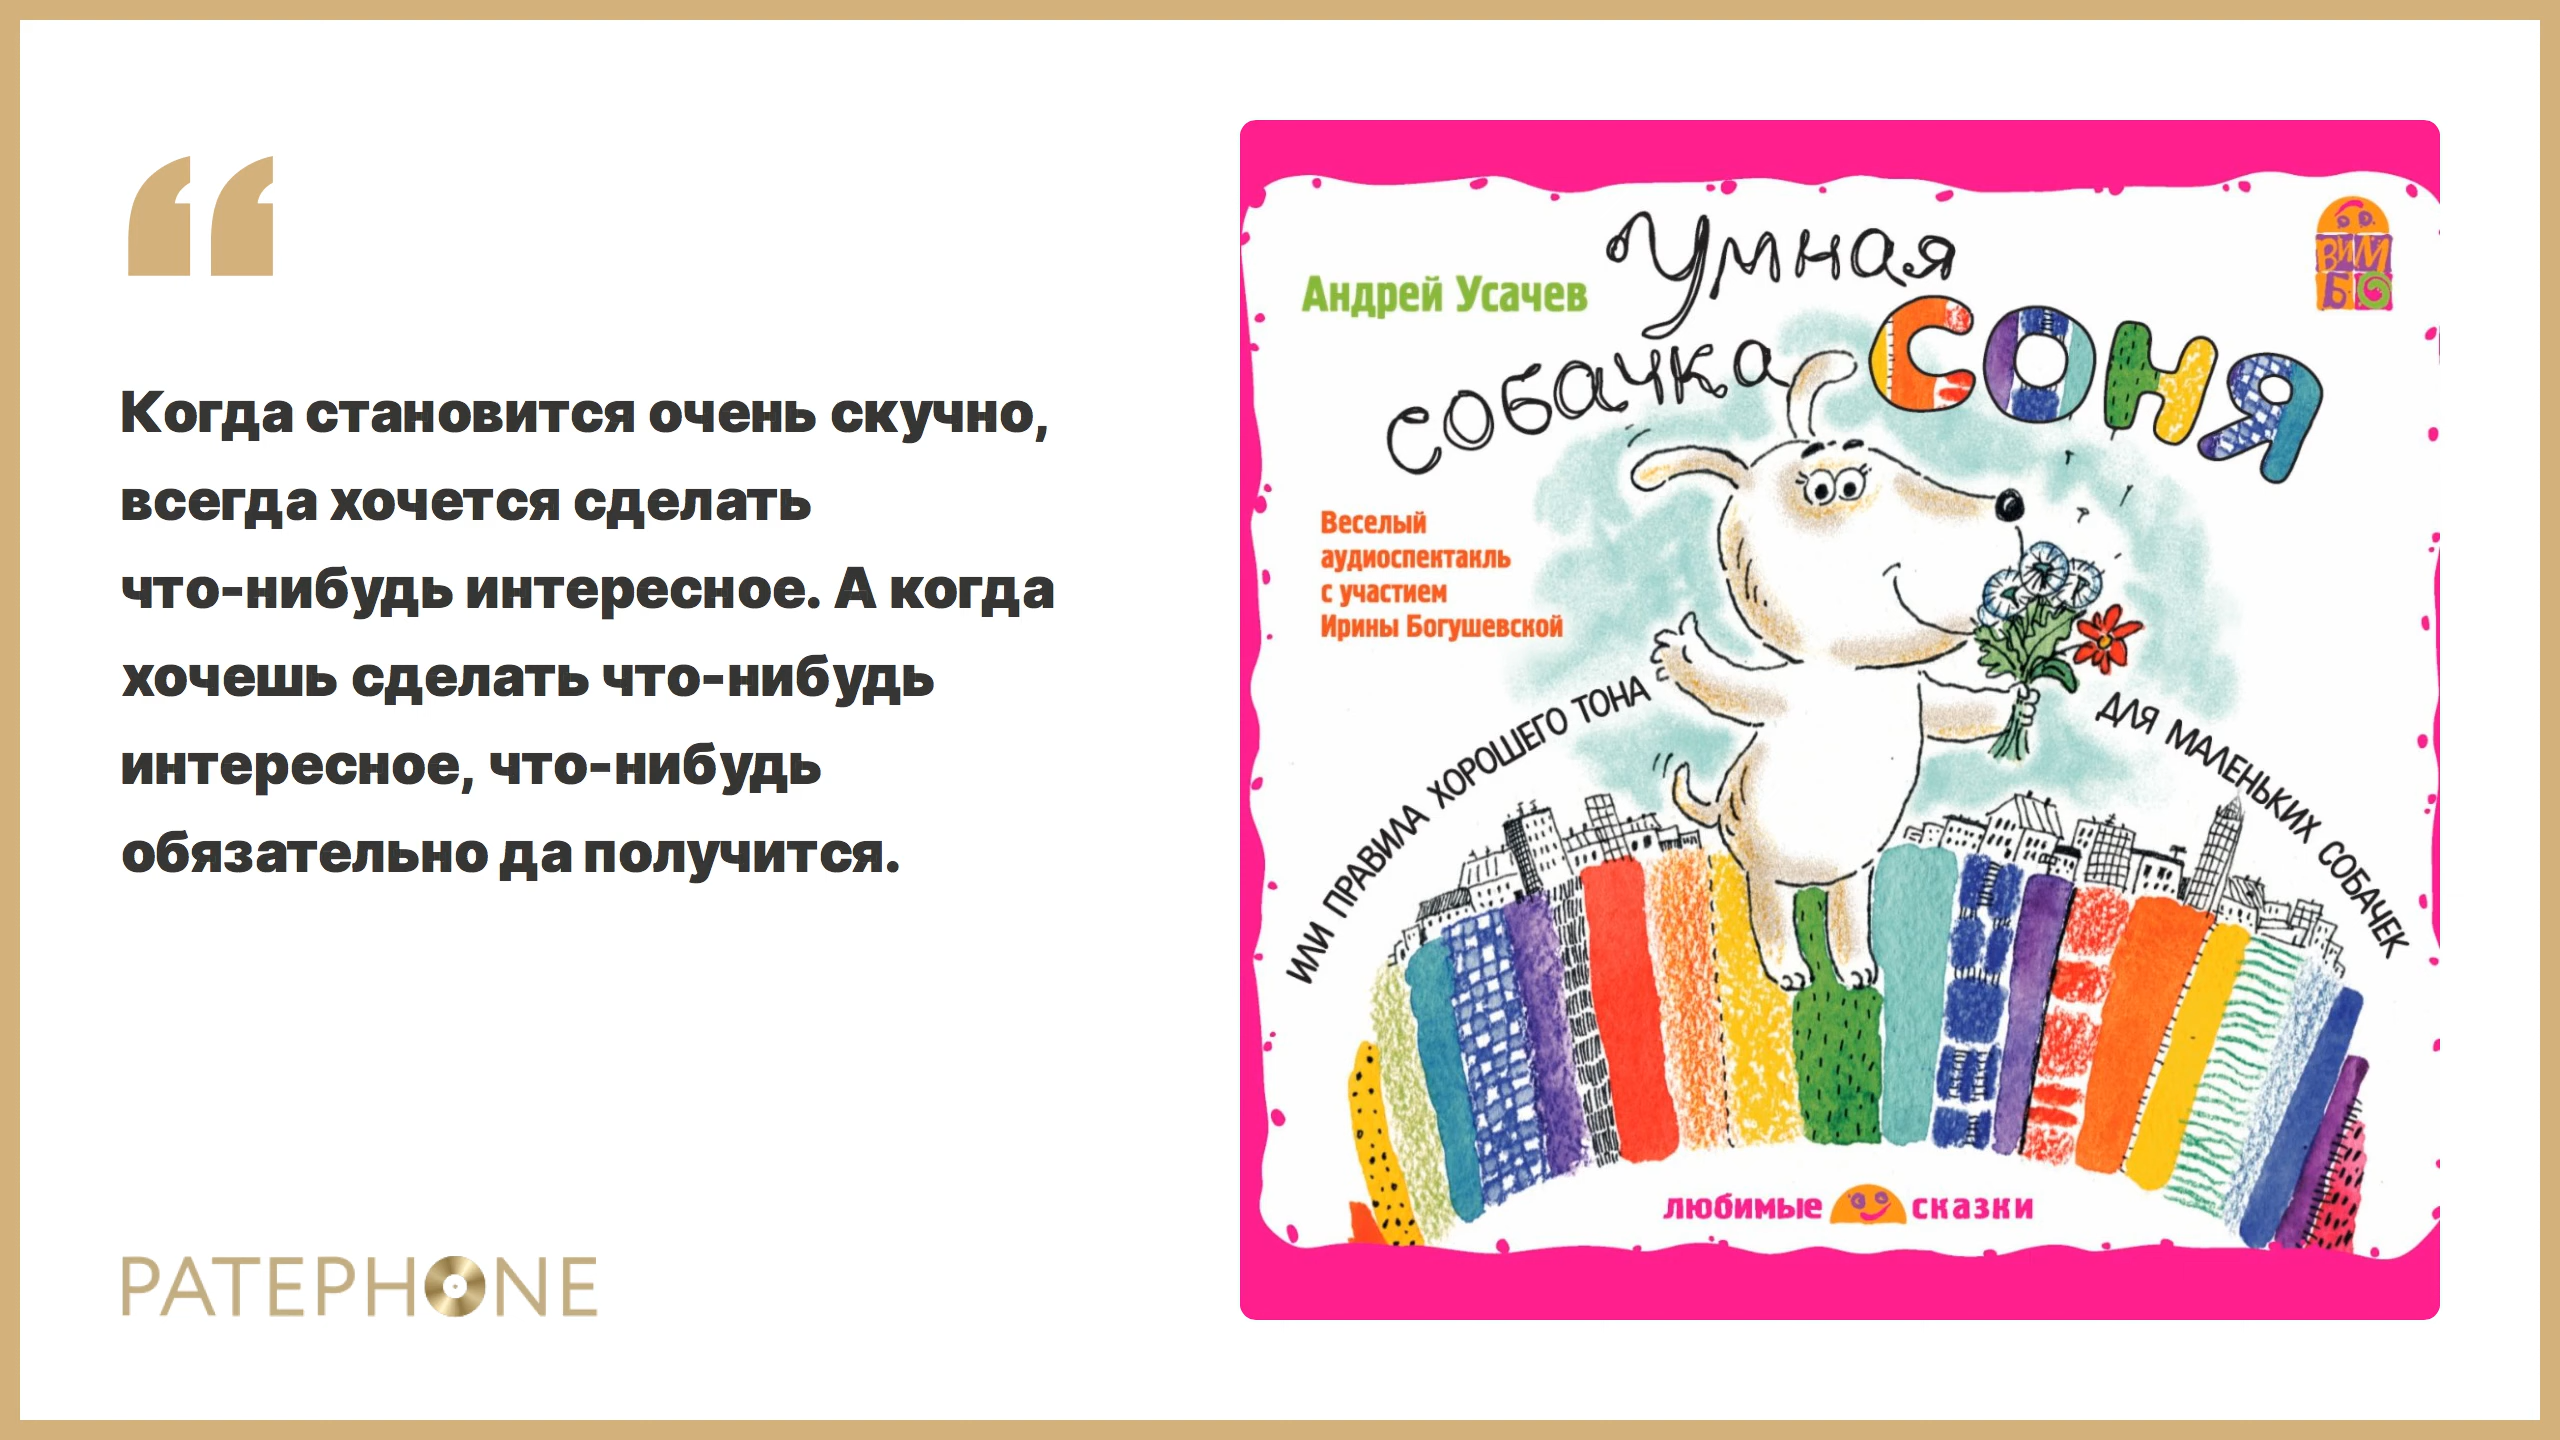 Когда становится очень скучно,
всегда хочется сделать
что-нибудь интересное. А когда
хочешь сделать что-нибудь
интересное, что-нибудь
обязательно да получится.
PATEPHONE
Андрей Усачев
Умная
собачка СОНЯ
ВИМ
БО
Веселый
аудиоспектакль
с участием
Ирины Богушевской
ИЛИ ПРАВИЛА ХОРОШЕГО ТОНА ДЛЯ МАЛЕНЬКИХ СОБАЧЕК
любимые сказки